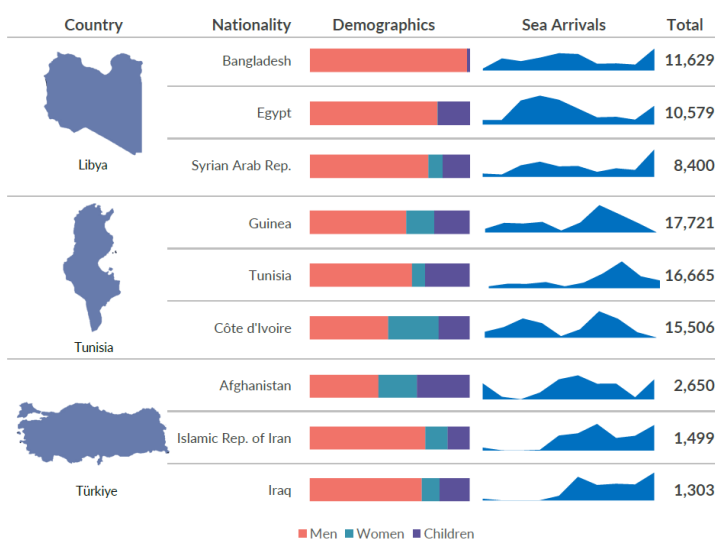 Country Nationality Demographics Sea Arrivals Total
Bangladesh 11,629
Egypt 10,579
Syrian Arab Rep. 8,400
Libya
Guinea 17,721
Tunisia 16,665
Côte d'Ivoire 15,506
Tunisia
Afghanistan 2,650
Islamic Rep. of Iran 1,499
Iraq 1,303
Türkiye
Men Women Children